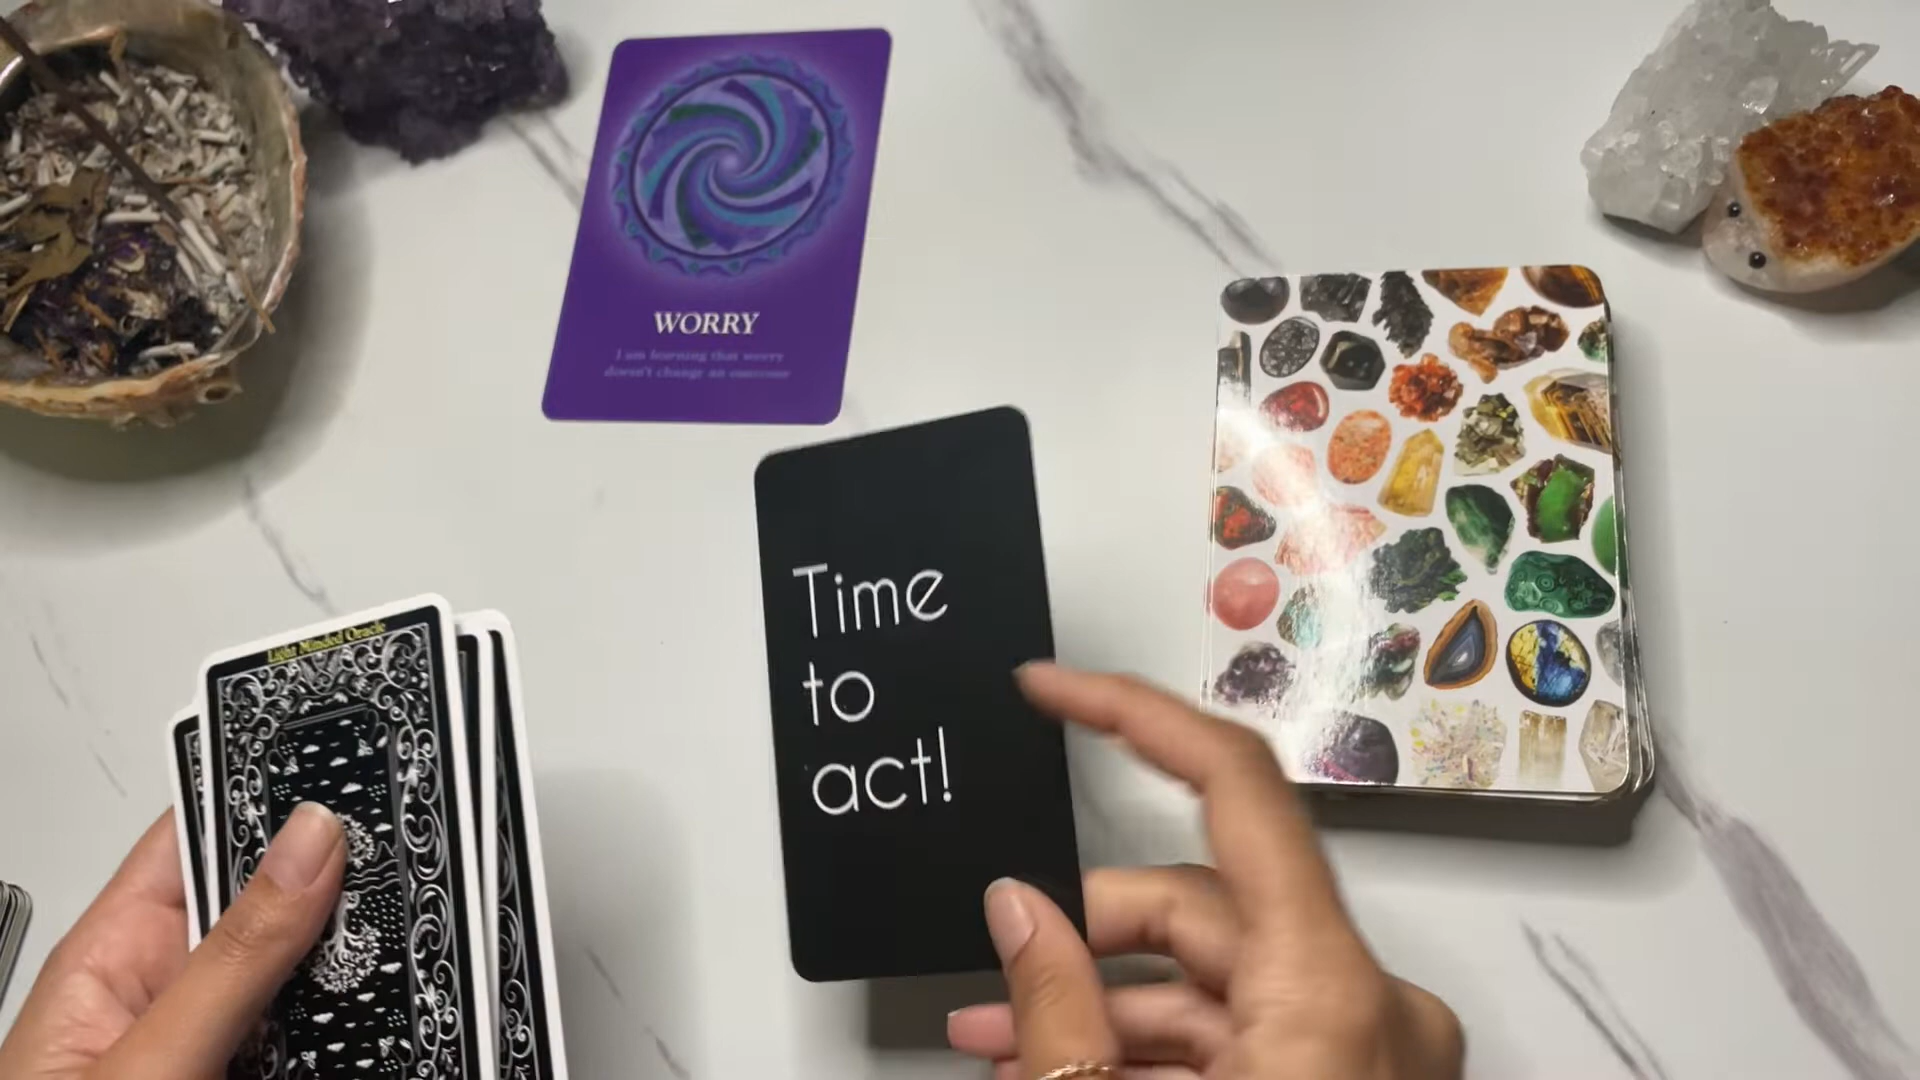 WORRY
I am learning that worry
doesn't change an outcome
Time
to
act!
Light Minded Oracle